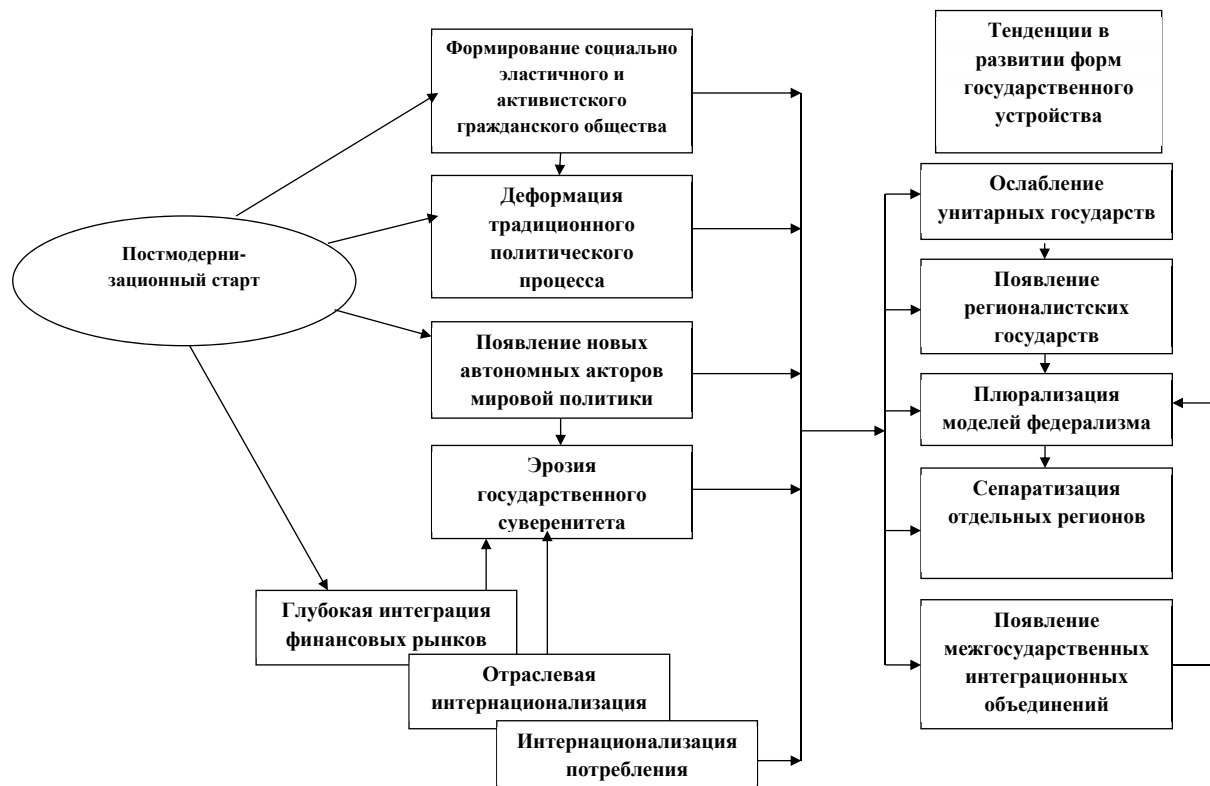 Постмодерни-
зационный старт
Формирование социально
эластичного и
активистского
гражданского общества
Деформация
традиционного
политического
процесса
Появление новых
автономных акторов
мировой политики
Эрозия
государственного
суверенитета
Глубокая интеграция
финансовых рынков
Отраслевая
интернационализация
Интернационализация
потребления
Тенденции в
развитии форм
государственного
устройства
Ослабление
унитарных государств
Появление
регионалистских
государств
Плюрализация
моделей федерализма
Сепаратизация
отдельных регионов
Появление
межгосударственных
интеграционных
объединений